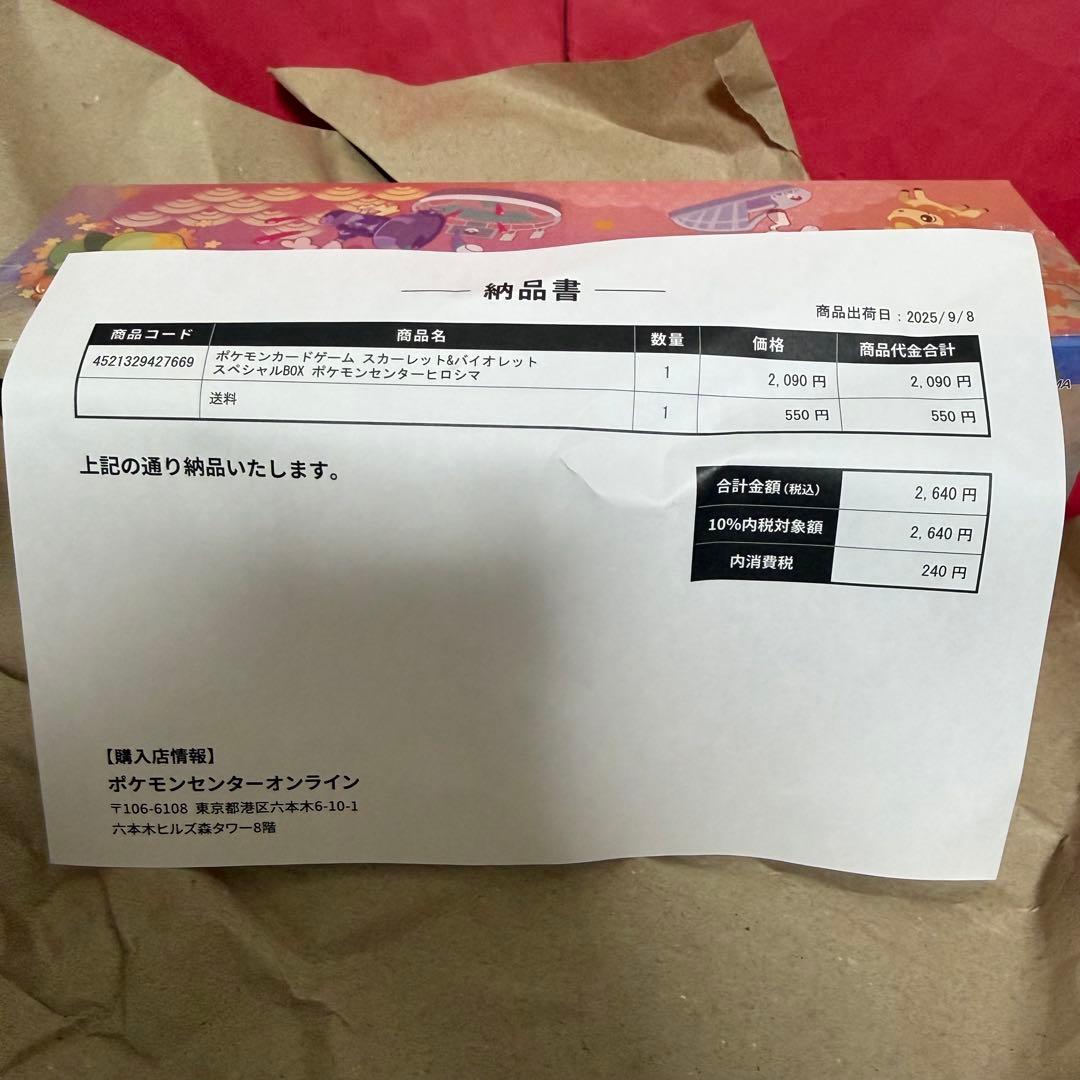 納品書
商品出荷日：2025/9/8
商品コード 商品名 数量 価格 商品代金合計
4521329427669 ポケモンカードゲーム スカーレット&バイオレット
スペシャルBOX ポケモンセンターヒロシマ 1 2,090 円 2,090 円
送料 1 550 円 550 円
上記の通り納品いたします。
合計金額(税込) 2,640 円
10%内税対象額 2,640 円
内消費税 240 円
【購入店情報】
ポケモンセンターオンライン
〒106-6108 東京都港区六本木6-10-1
六本木ヒルズ森タワー8階